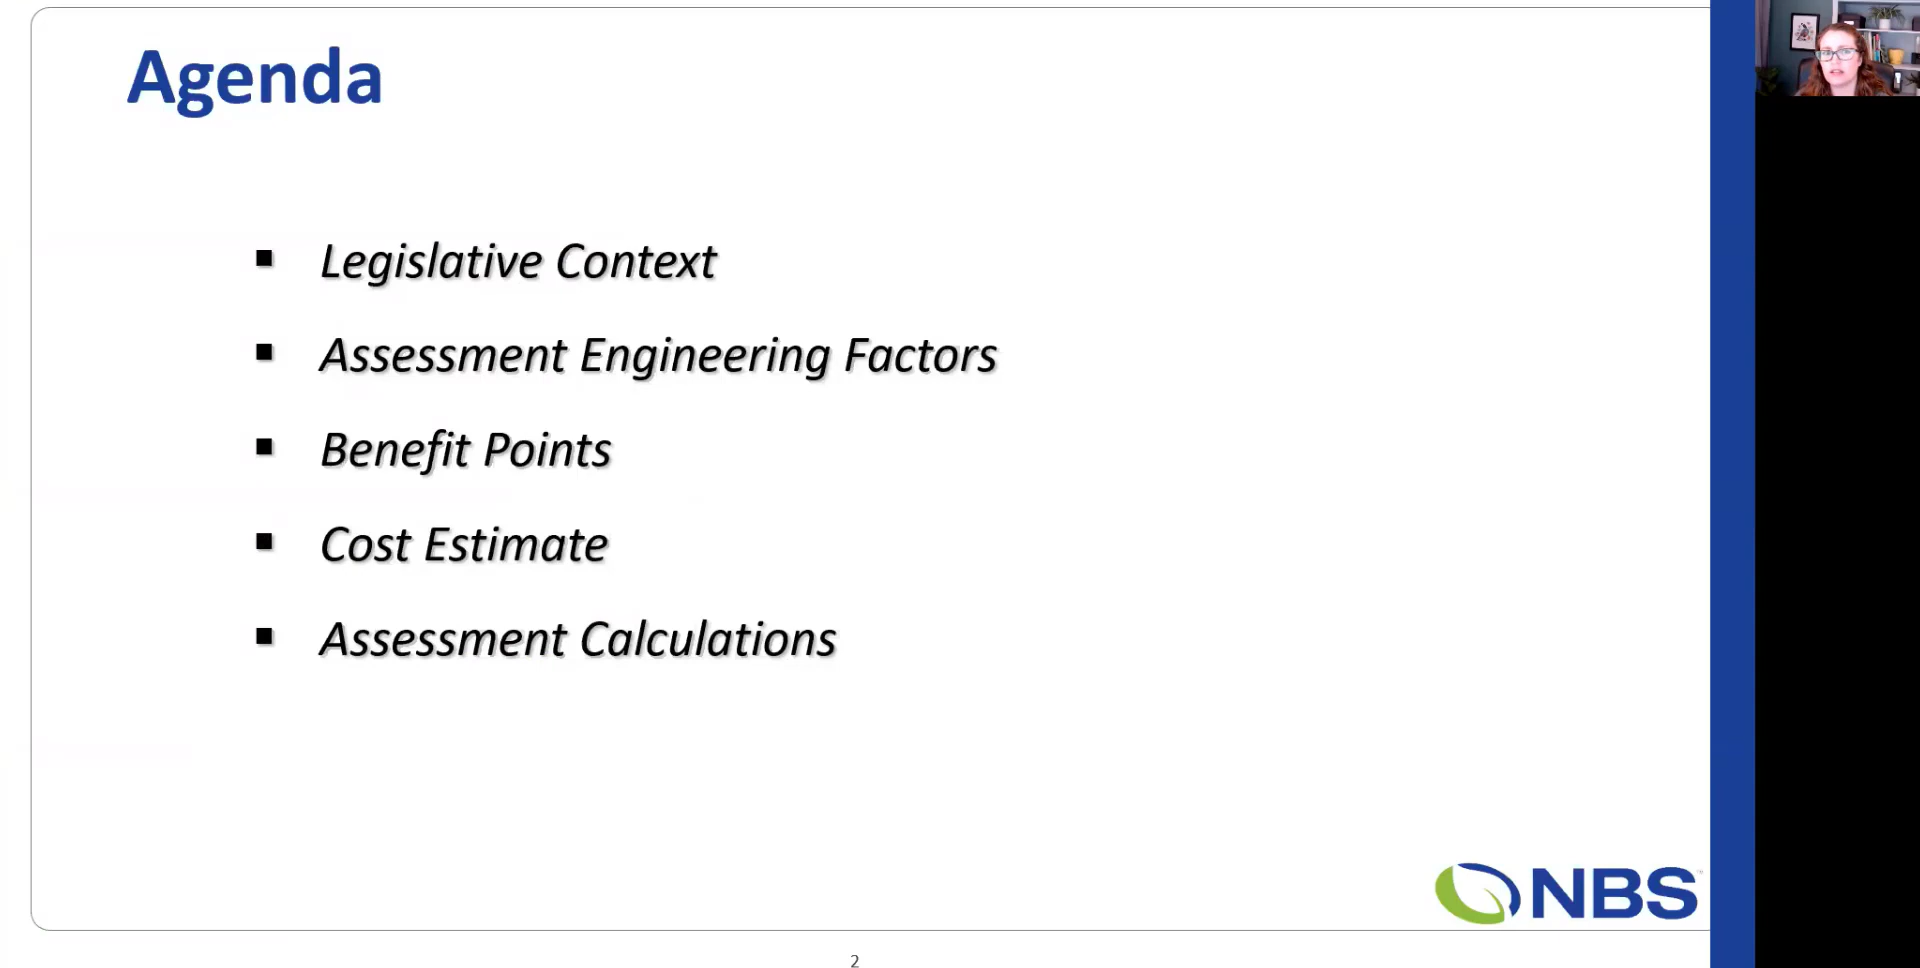 Agenda
Legislative Context
Assessment Engineering Factors
Benefit Points
Cost Estimate
Assessment Calculations
NBS
2